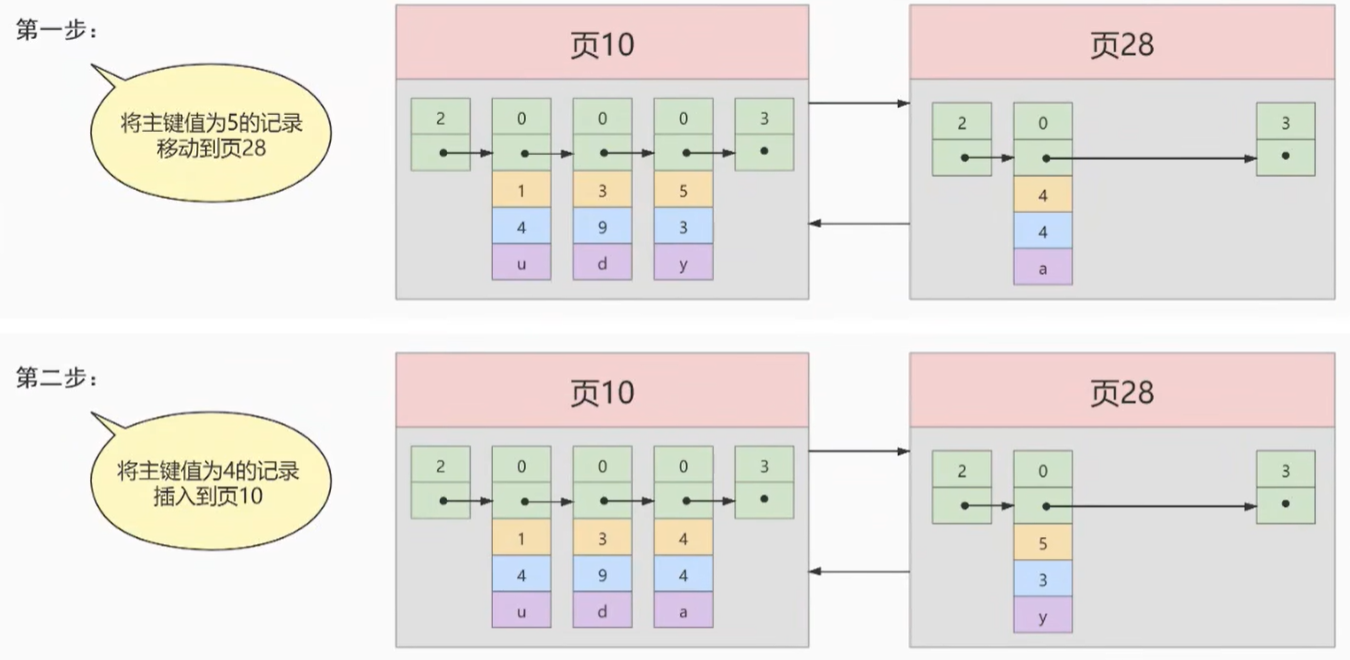 第一步：
将主键值为5的记录
移动到页28
页10
2 0 0 0 3
1 3 5
4 9 3
u d y
页28
2 0 3
4
4
a
第二步：
将主键值为4的记录
插入到页10
页10
2 0 0 0 3
1 3 4
4 9 4
u d a
页28
2 0 3
5
3
y